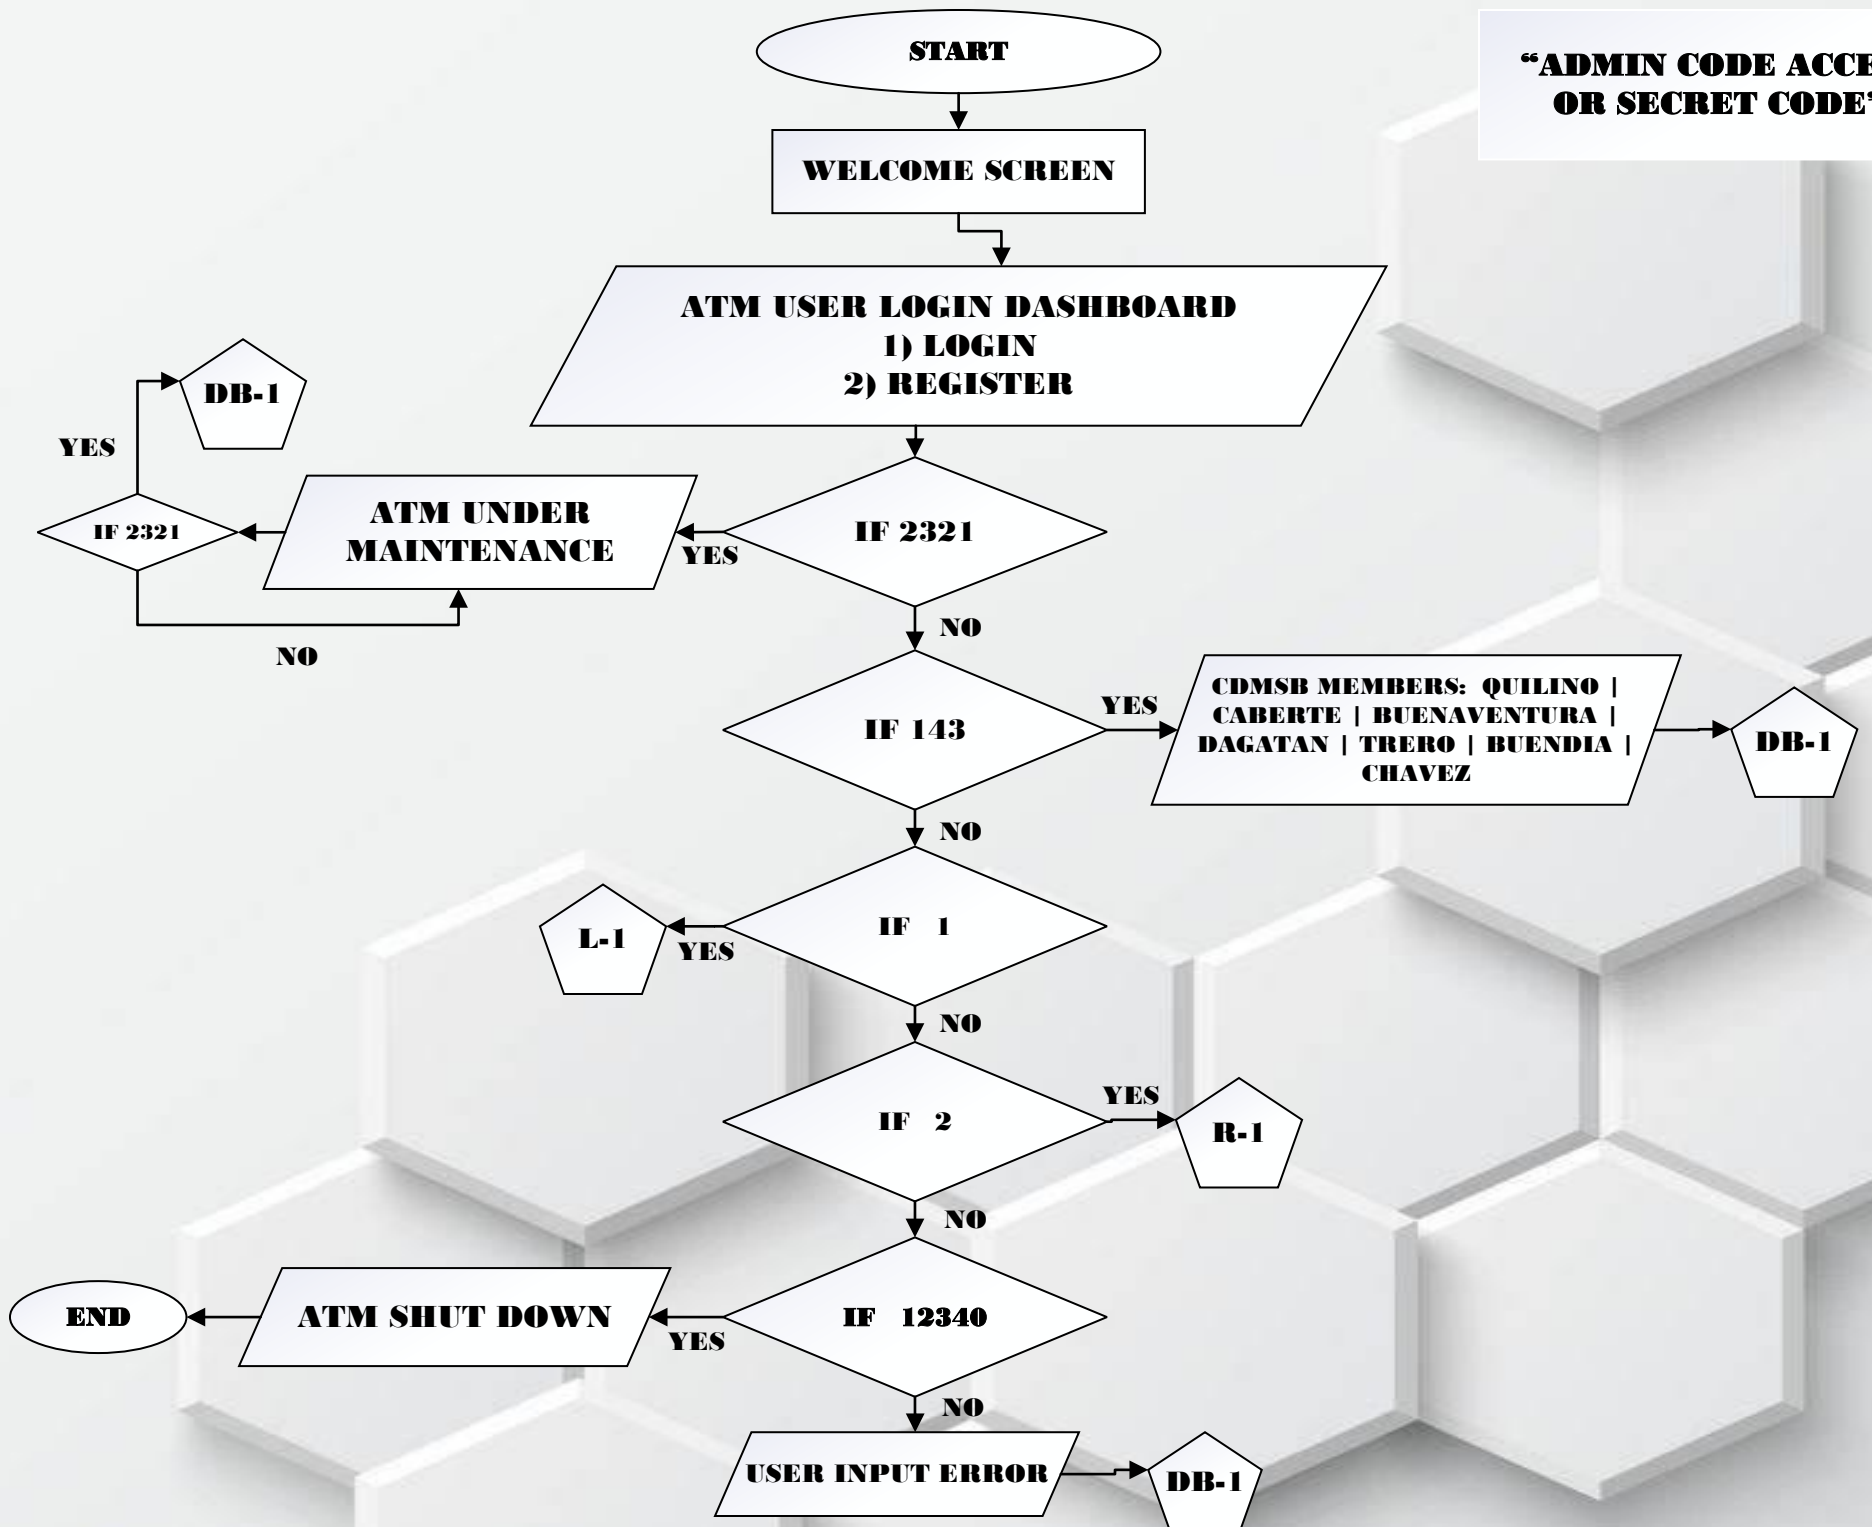 START
“ADMIN CODE
OR SECRET CODE
WELCOME SCREEN
ATM USER LOGIN DASHBOARD
1) LOGIN
2) REGISTER
DB-1
YES
IF 2321
ATM UNDER
MAINTENANCE
YES
IF 2321
NO
NO
IF 143
YES
CDMSB MEMBERS: QUILINO |
CABERTE | BUENAVENTURA |
DAGATAN | TRERO | BUENDIA |
CHAVEZ
DB-1
NO
L-1
YES
IF 1
NO
IF 2
YES
R-1
NO
END
ATM SHUT DOWN
YES
IF 12340
NO
USER INPUT ERROR
DB-1